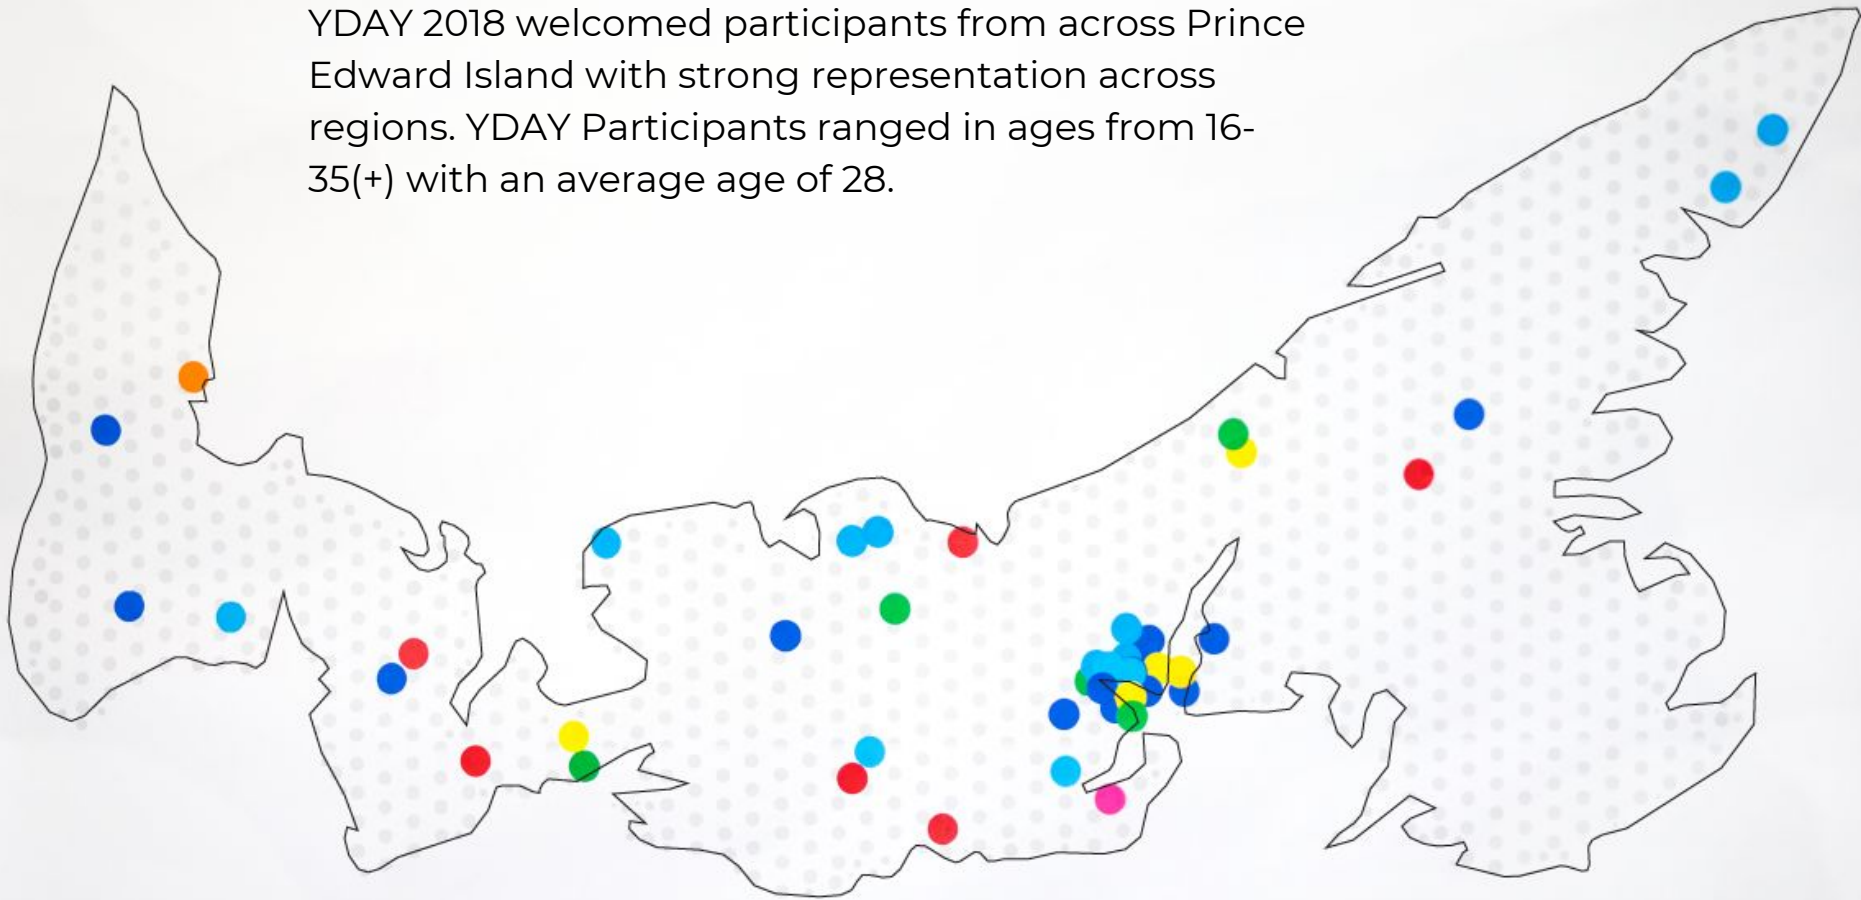 YDAY 2018 welcomed participants from across Prince
Edward Island with strong representation across
regions. YDAY Participants ranged in ages from 16-
35(+) with an average age of 28.